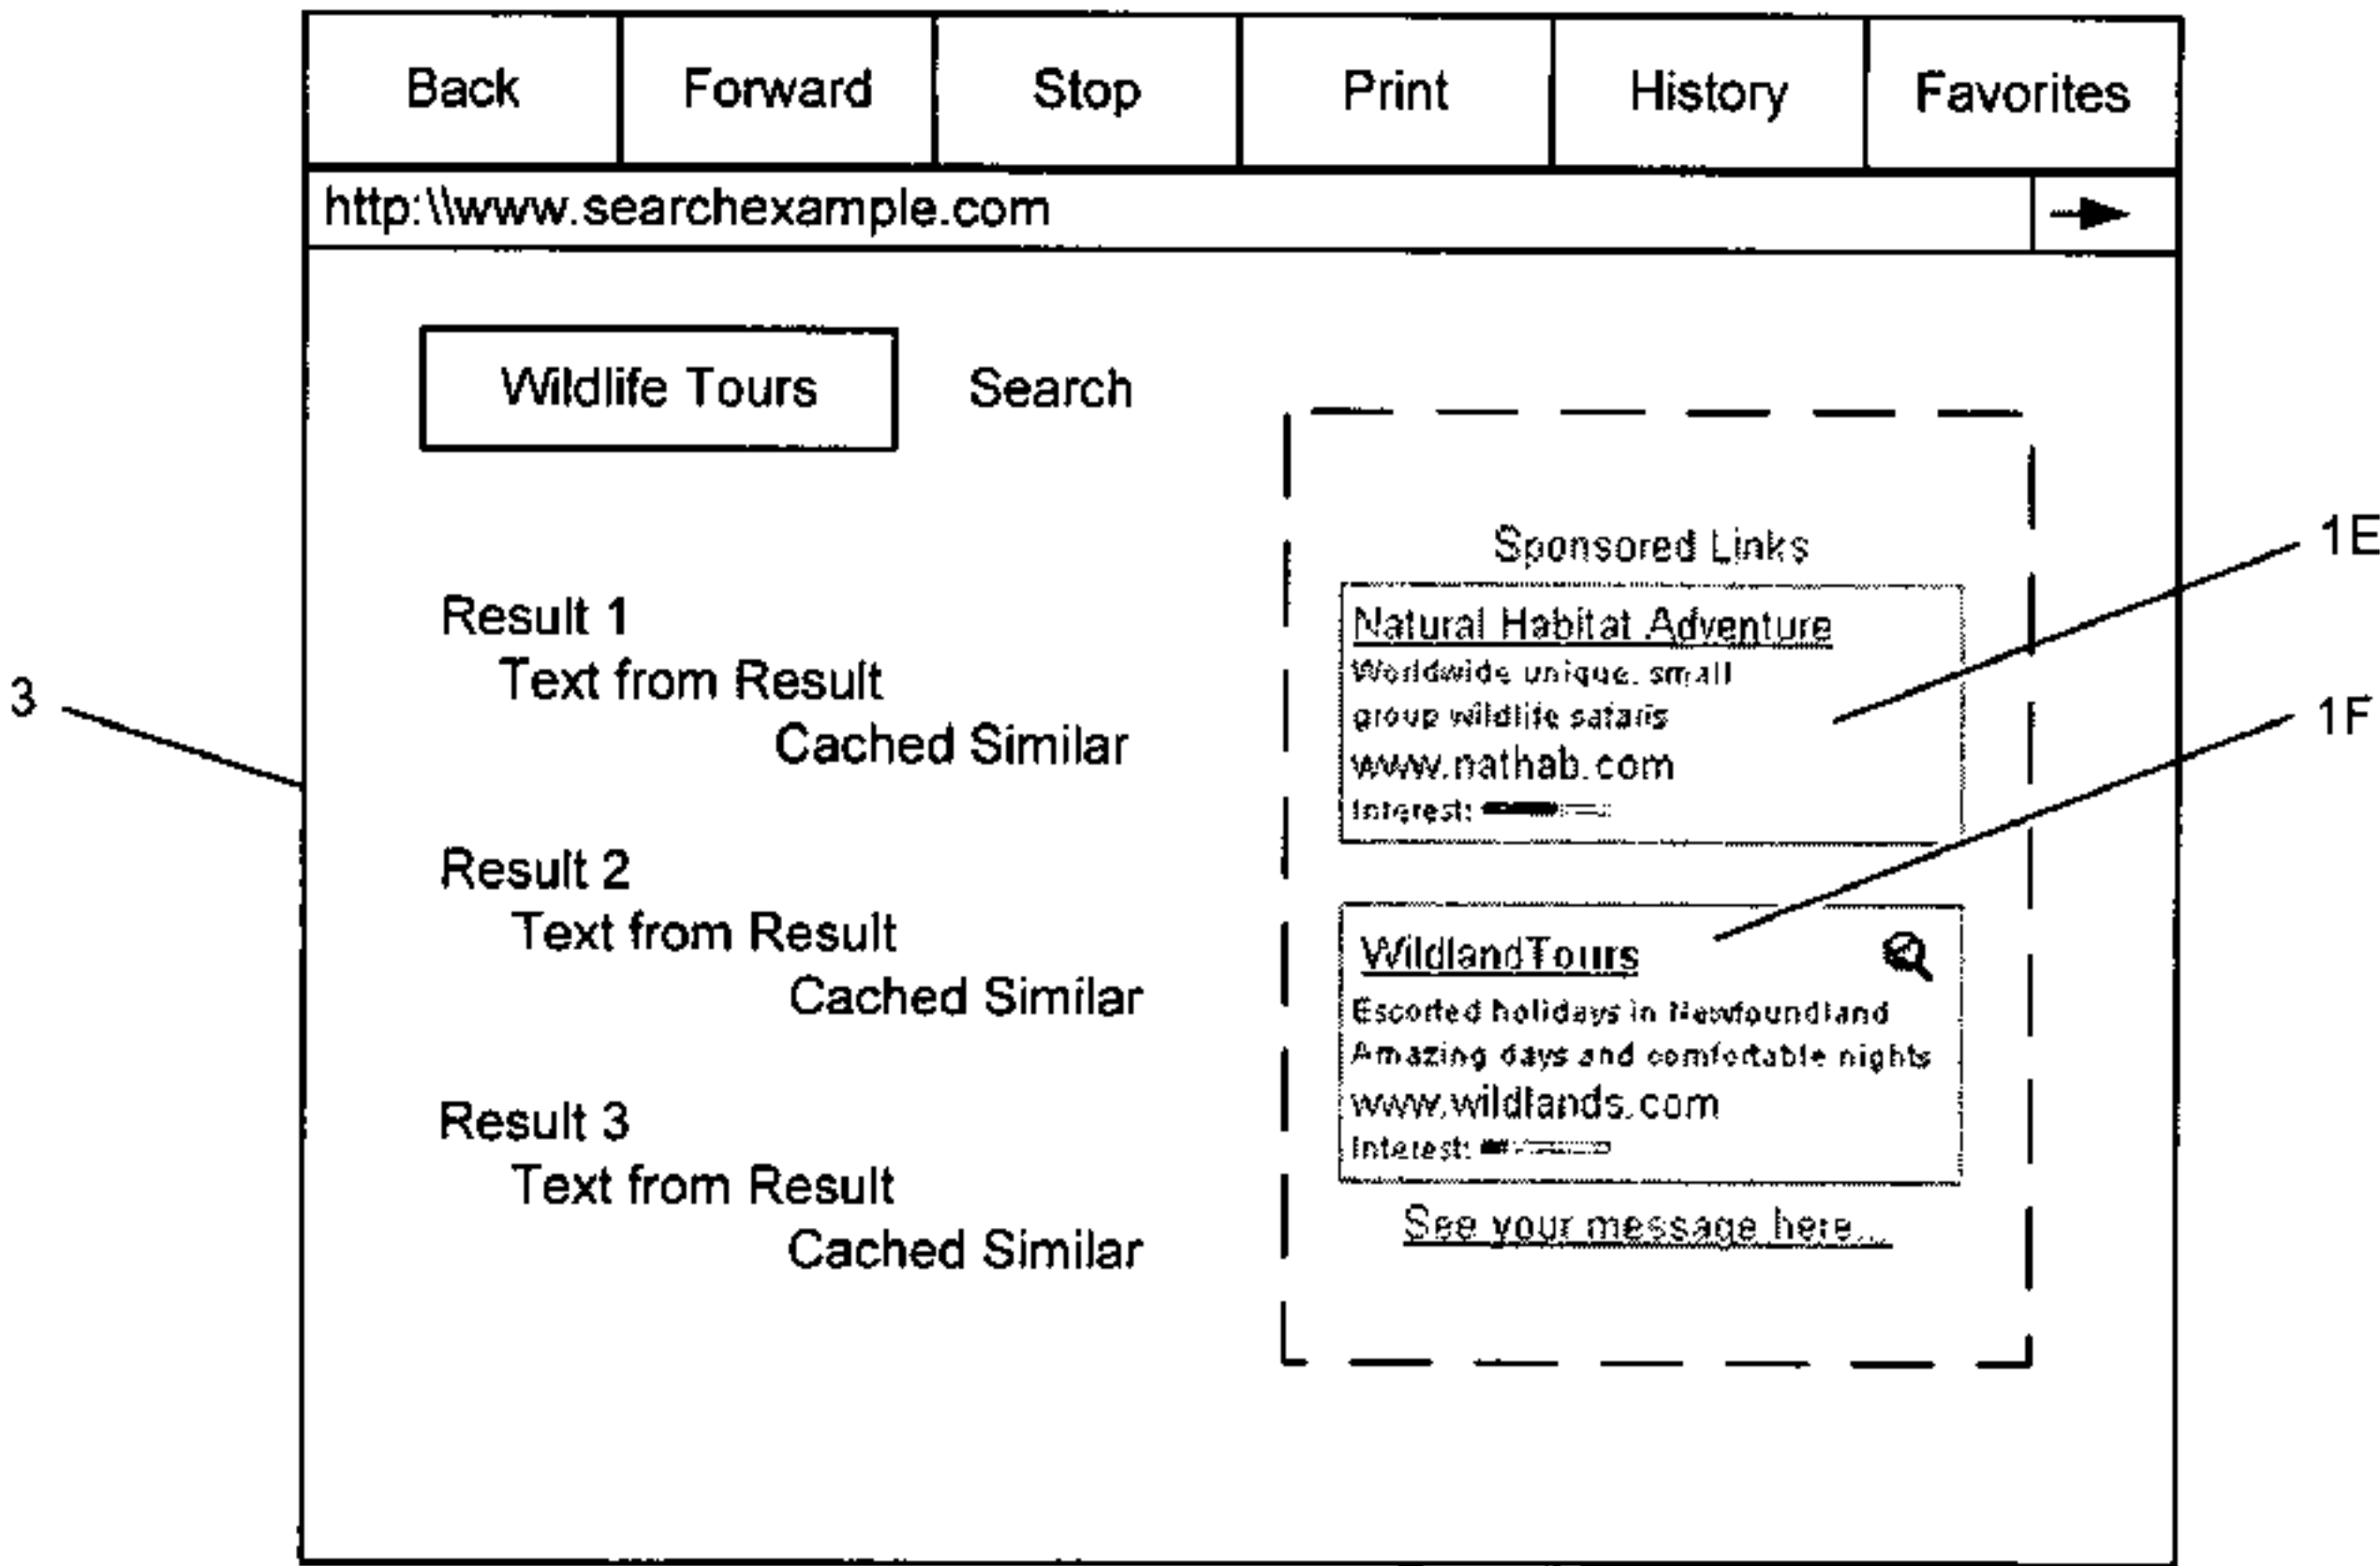 Back Forward Stop Print History Favorites
http:\\www.searchexample.com
Wildlife Tours Search
Result 1
Text from Result
Cached Similar
Result 2
Text from Result
Cached Similar
Result 3
Text from Result
Cached Similar
Sponsored Links
Natural Habitat Adventure
Worldwide unique, small
group wildlife safaris
www.nathab.com
Interest:
WildlandTours
Escorted holidays in Newfoundland
Amazing days and comfortable nights
www.wildlands.com
Interest:
See your message here...
3
1E
1F